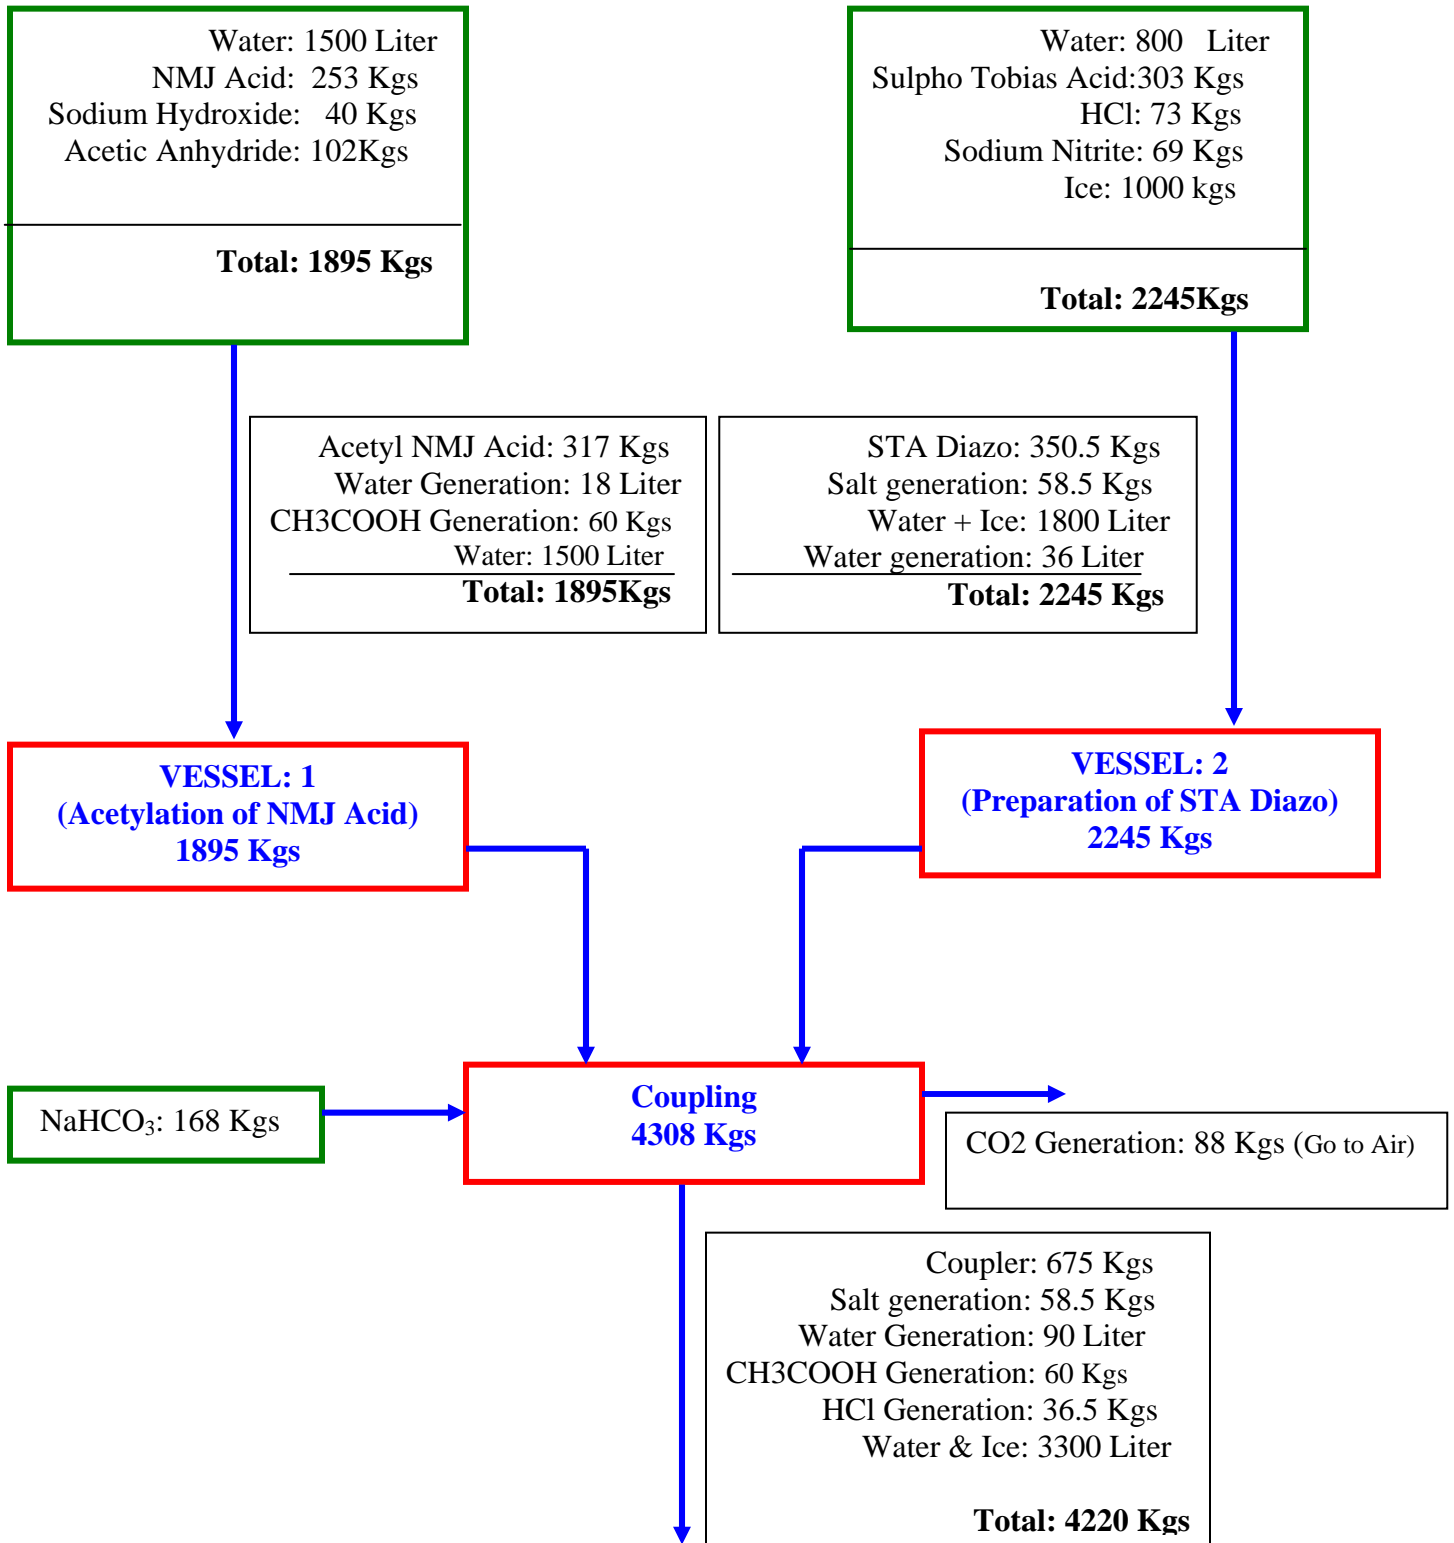 Water: 1500 Liter
NMJ Acid: 253 Kgs
Sodium Hydroxide: 40 Kgs
Acetic Anhydride: 102Kgs
Total: 1895 Kgs
Water: 800 Liter
Sulpho Tobias Acid:303 Kgs
HCl: 73 Kgs
Sodium Nitrite: 69 Kgs
Ice: 1000 kgs
Total: 2245Kgs
Acetyl NMJ Acid: 317 Kgs
Water Generation: 18 Liter
CH3COOH Generation: 60 Kgs
Water: 1500 Liter
Total: 1895Kgs
STA Diazo: 350.5 Kgs
Salt generation: 58.5 Kgs
Water + Ice: 1800 Liter
Water generation: 36 Liter
Total: 2245 Kgs
VESSEL: 1
(Acetylation of NMJ Acid)
1895 Kgs
VESSEL: 2
(Preparation of STA Diazo)
2245 Kgs
NaHCO₃: 168 Kgs
Coupling
4308 Kgs
CO2 Generation: 88 Kgs (Go to Air)
Coupler: 675 Kgs
Salt generation: 58.5 Kgs
Water Generation: 90 Liter
CH3COOH Generation: 60 Kgs
HCl Generation: 36.5 Kgs
Water & Ice: 3300 Liter
Total: 4220 Kgs